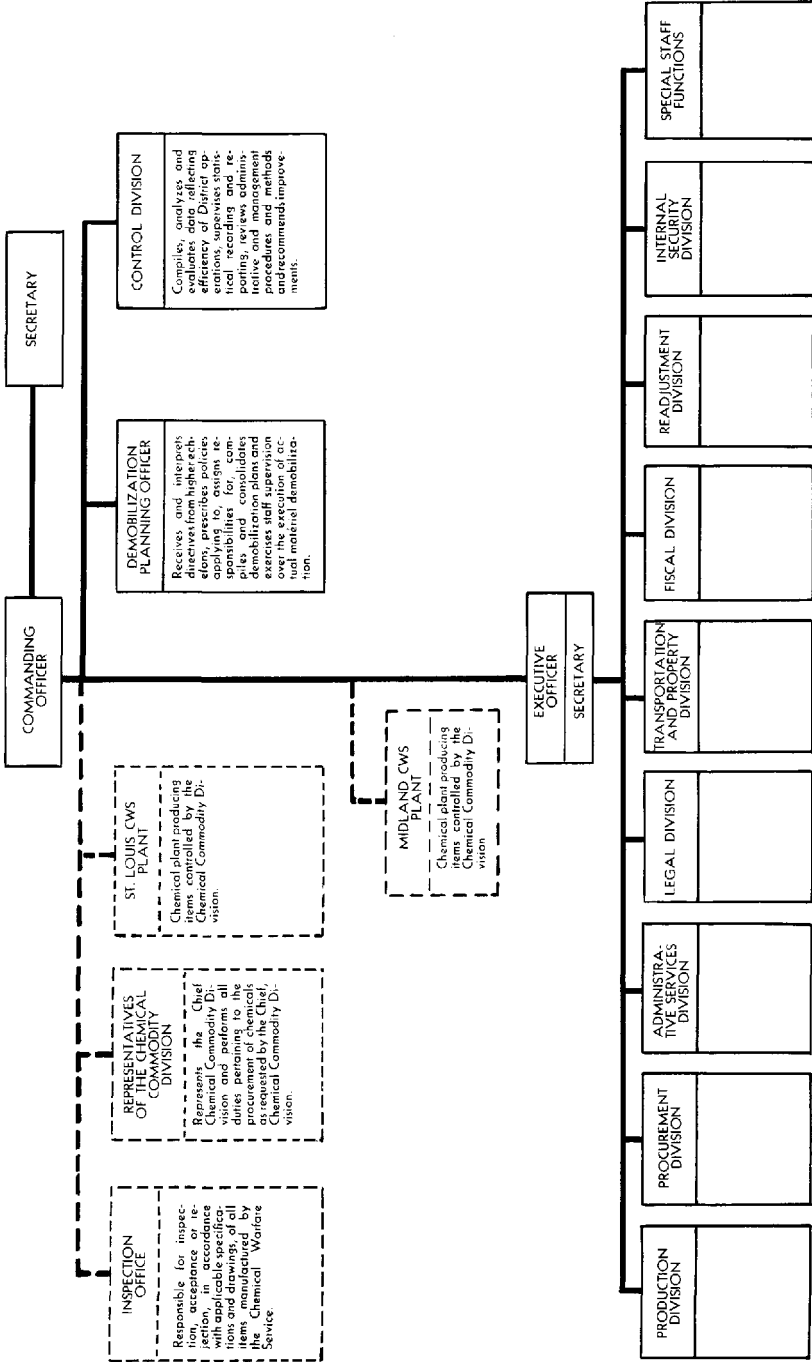 COMMANDING
OFFICER
SECRETARY
INSPECTION
OFFICE
Responsible for inspec-
tion, acceptance or re-
jection, in accordance
with applicable specifica-
tions and drawings, of all
items manufactured by
the Chemical Warfare
Service.
REPRESENTATIVES
OF THE CHEMICAL
COMMODITY
DIVISION
Represents the Chief
Chemical Commodity Di-
vision and performs all
duties pertaining to the
procurement of chemicals
as requested by the Chief,
Chemical Commodity Di-
vision.
ST. LOUIS CWS
PLANT
Chemical plant producing
items controlled by the
Chemical Commodity Di-
vision.
DEMOBILIZATION
PLANNING OFFICER
Receives and interprets
directives from higher ech-
elons, prescribes policies
applying to, assigns re-
sponsibilities for, com-
piles and consolidates
demobilization plans and
exercises staff supervision
over the execution of ac-
tual matériel demobiliza-
tion.
CONTROL DIVISION
Compiles, analyzes and
evaluates data reflecting
efficiency of District op-
erations, supervises statis-
tical recording and re-
porting, reviews adminis-
trative and management
procedures and methods
and recommends improve-
ments.
MIDLAND CWS
PLANT
Chemical plant producing
items controlled by the
Chemical Commodity Di-
vision
EXECUTIVE
OFFICER
SECRETARY
PRODUCTION
DIVISION
PROCUREMENT
DIVISION
ADMINISTRA-
TIVE SERVICES
DIVISION
LEGAL DIVISION
TRANSPORTATION
AND PROPERTY
DIVISION
FISCAL DIVISION
READJUSTMENT
DIVISION
INTERNAL
SECURITY
DIVISION
SPECIAL STAFF
FUNCTIONS